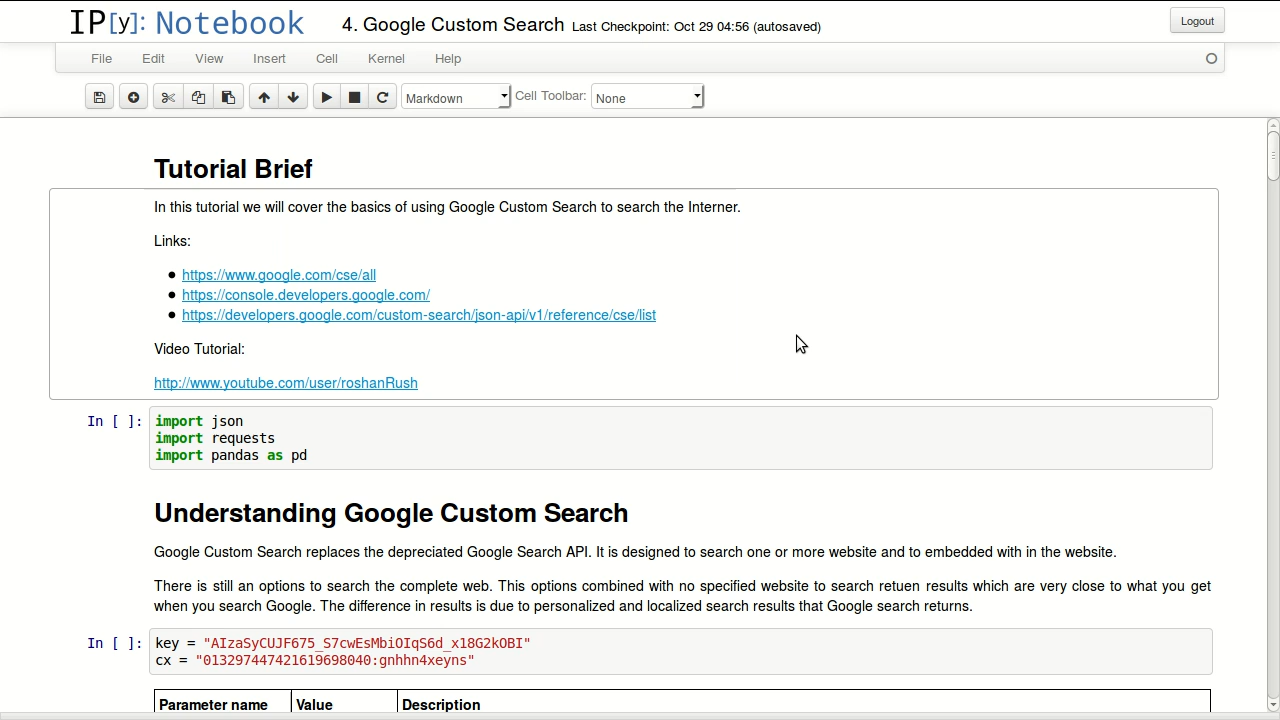 IP[y]: Notebook 4. Google Custom Search Last Checkpoint: Oct 29 04:56 (autosaved) Logout
File Edit View Insert Cell Kernel Help
Markdown Cell Toolbar: None
Tutorial Brief
In this tutorial we will cover the basics of using Google Custom Search to search the Interner.
Links:
https://www.google.com/cse/all
https://console.developers.google.com/
https://developers.google.com/custom-search/json-api/v1/reference/cse/list
Video Tutorial:
http://www.youtube.com/user/roshanRush
In [ ]: import json
import requests
import pandas as pd
Understanding Google Custom Search
Google Custom Search replaces the depreciated Google Search API. It is designed to search one or more website and to embedded with in the website.
There is still an options to search the complete web. This options combined with no specified website to search retuen results which are very close to what you get
when you search Google. The difference in results is due to personalized and localized search results that Google search returns.
In [ ]: key = "AIzaSyCUJF675_S7cwEsMbiOIqS6d_x18G2kOBI"
cx = "013297447421619698040:gnhhn4xeyns"
Parameter name Value Description